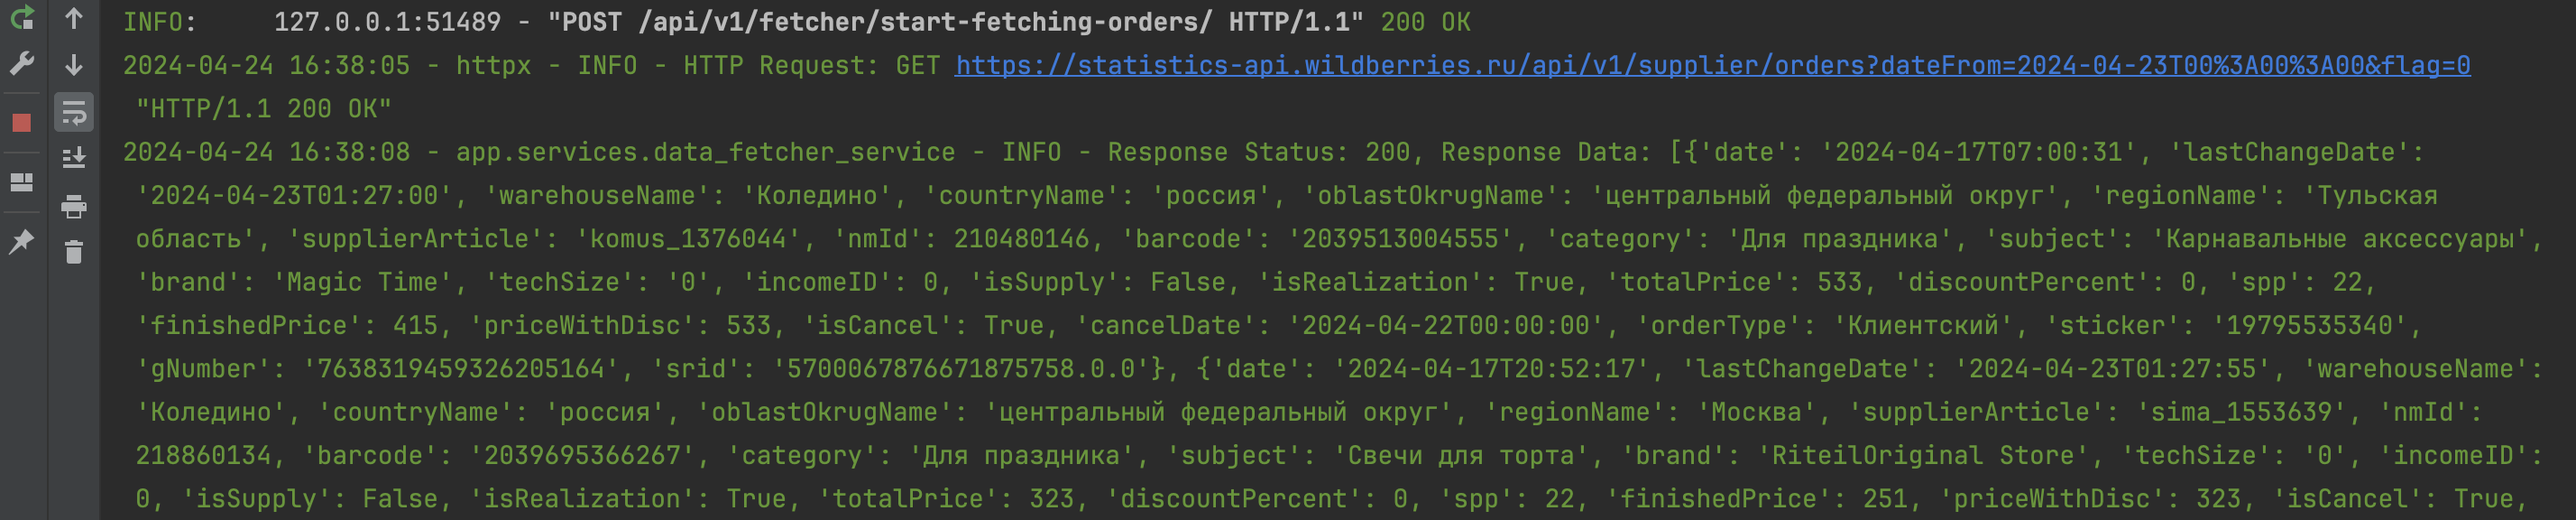 INFO:     127.0.0.1:51489 - "POST /api/v1/fetcher/start-fetching-orders/ HTTP/1.1" 200 OK
2024-04-24 16:38:05 - httpx - INFO - HTTP Request: GET https://statistics-api.wildberries.ru/api/v1/supplier/orders?dateFrom=2024-04-23T00%3A00%3A00&flag=0
"HTTP/1.1 200 OK"
2024-04-24 16:38:08 - app.services.data_fetcher_service - INFO - Response Status: 200, Response Data: [{'date': '2024-04-17T07:00:31', 'lastChangeDate':
'2024-04-23T01:27:00', 'warehouseName': 'Коледино', 'countryName': 'россия', 'oblastOkrugName': 'центральный федеральный округ', 'regionName': 'Тульская
область', 'supplierArticle': 'komus_1376044', 'nmId': 210480146, 'barcode': '2039513004555', 'category': 'Для праздника', 'subject': 'Карнавальные аксессуары',
'brand': 'Magic Time', 'techSize': '0', 'incomeID': 0, 'isSupply': False, 'isRealization': True, 'totalPrice': 533, 'discountPercent': 0, 'spp': 22,
'finishedPrice': 415, 'priceWithDisc': 533, 'isCancel': True, 'cancelDate': '2024-04-22T00:00:00', 'orderType': 'Клиентский', 'sticker': '19795535340',
'gNumber': '7638319459326205164', 'srid': '5700067876671875758.0.0'}, {'date': '2024-04-17T20:52:17', 'lastChangeDate': '2024-04-23T01:27:55', 'warehouseName':
'Коледино', 'countryName': 'россия', 'oblastOkrugName': 'центральный федеральный округ', 'regionName': 'Москва', 'supplierArticle': 'sima_1553639', 'nmId':
218860134, 'barcode': '2039695366267', 'category': 'Для праздника', 'subject': 'Свечи для торта', 'brand': 'RiteilOriginal Store', 'techSize': '0', 'incomeID':
0, 'isSupply': False, 'isRealization': True, 'totalPrice': 323, 'discountPercent': 0, 'spp': 22, 'finishedPrice': 251, 'priceWithDisc': 323, 'isCancel': True,